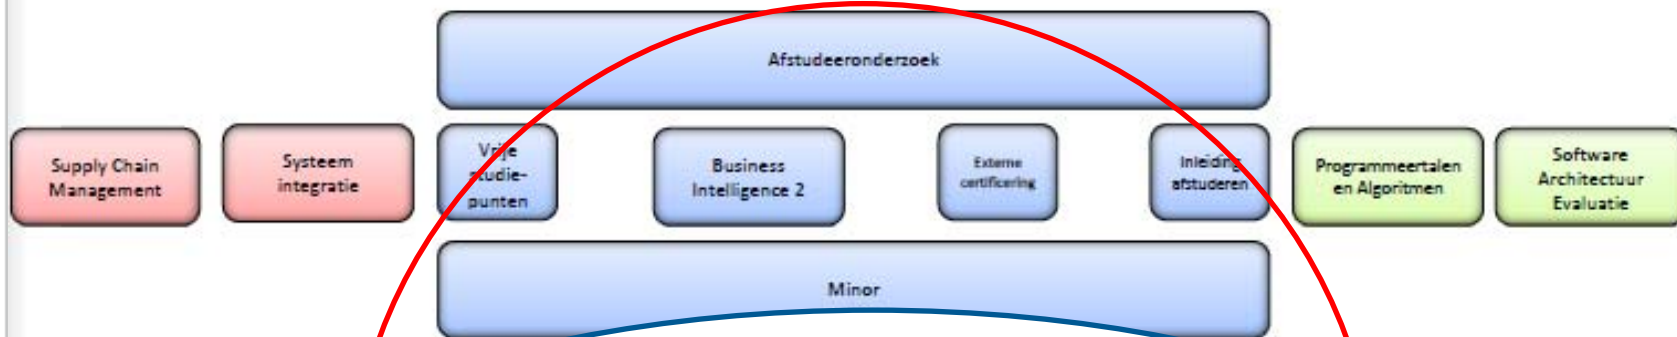 Afstudeeronderzoek
Supply Chain
Management
Systeem
integratie
Vrije
studie-
punten
Business
Intelligence 2
Externe
certificering
Inleiding
afstuderen
Programmeertalen
en Algoritmen
Software
Architectuur
Evaluatie
Minor